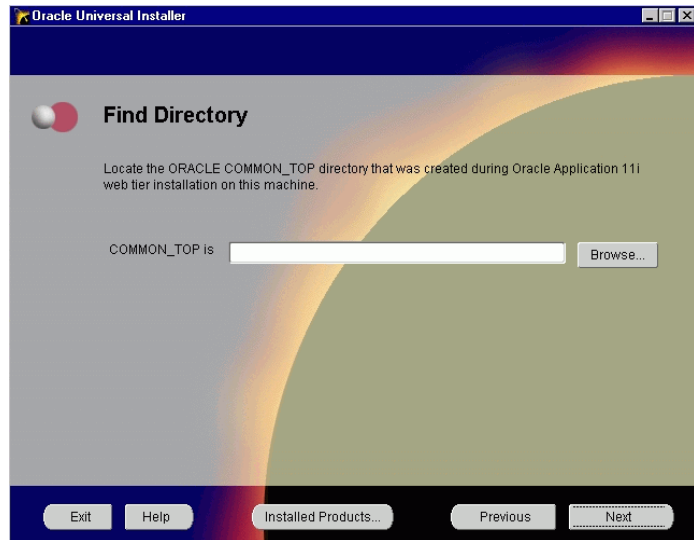 Oracle Universal Installer
Find Directory
Locate the ORACLE COMMON_TOP directory that was created during Oracle Application 11i
web tier installation on this machine.
COMMON_TOP is
Browse...
Exit
Help
Installed Products...
Previous
Next